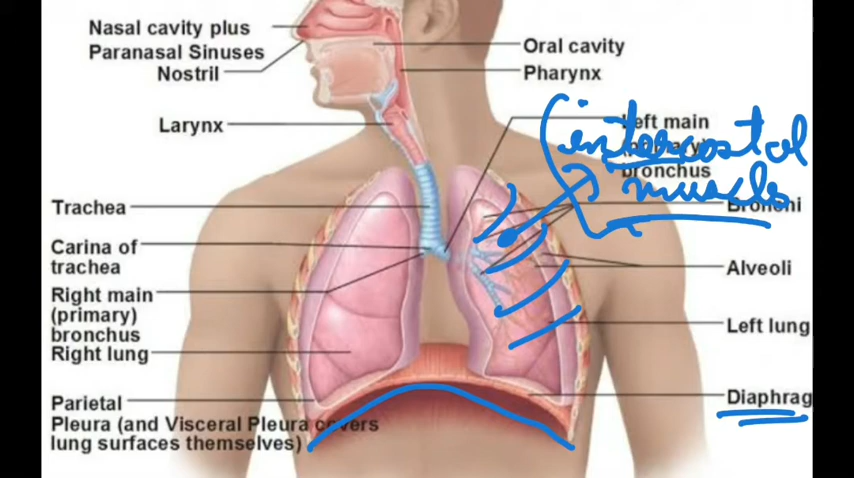 Nasal cavity plus
Paranasal Sinuses
Nostril
Oral cavity
Pharynx
Larynx
Left main
(primary)
bronchus
intercostal
muscles
Trachea
Bronchi
Carina of
trachea
Alveoli
Right main
(primary)
bronchus
Right lung
Left lung
Parietal
Pleura (and Visceral Pleura covers
lung surfaces themselves)
Diaphrag